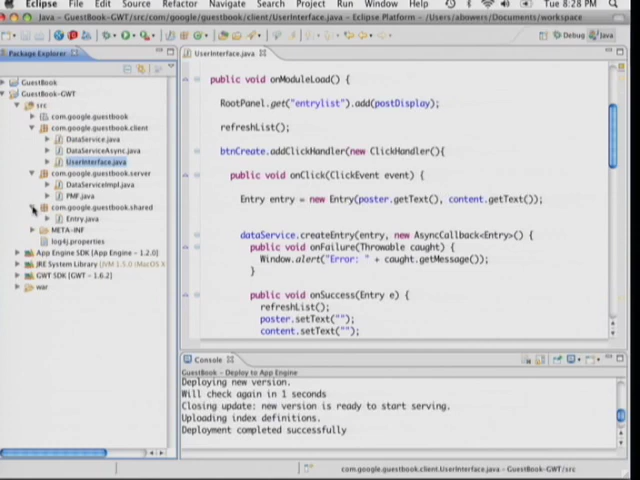 Eclipse File Edit Source Refactor Navigate Search Project Run Window Help Tue 8:28 PM
Java - GuestBook-GWT/src/com/google/guestbook/client/UserInterface.java - Eclipse Platform - /Users/abowers/Documents/workspace
Debug Java
Package Explorer
UserInterface.java
GuestBook
GuestBook-GWT
src
com.google.guestbook
com.google.guestbook.client
DataService.java
DataServiceAsync.java
UserInterface.java
com.google.guestbook.server
DataServiceImpl.java
PMF.java
com.google.guestbook.shared
Entry.java
META-INF
log4j.properties
App Engine SDK [App Engine - 1.2.0]
JRE System Library [JVM 1.5.0 (MacOS X
GWT SDK [GWT - 1.6.2]
war
public void onModuleLoad() {
RootPanel.get("entrylist").add(postDisplay);
refreshList();
btnCreate.addClickHandler(new ClickHandler(){
public void onClick(ClickEvent event) {
Entry entry = new Entry(poster.getText(), content.getText());
dataService.createEntry(entry, new AsyncCallback<Entry>() {
public void onFailure(Throwable caught) {
Window.alert("Error: " + caught.getMessage());
}
public void onSuccess(Entry e) {
refreshList();
poster.setText("");
content.setText("");
Console
GuestBook - Deploy to App Engine
Deploying new version.
Will check again in 1 seconds
Closing update: new version is ready to start serving.
Uploading index definitions.
Deployment completed successfully
com.google.guestbook.client.UserInterface.java - GuestBook-GWT/src